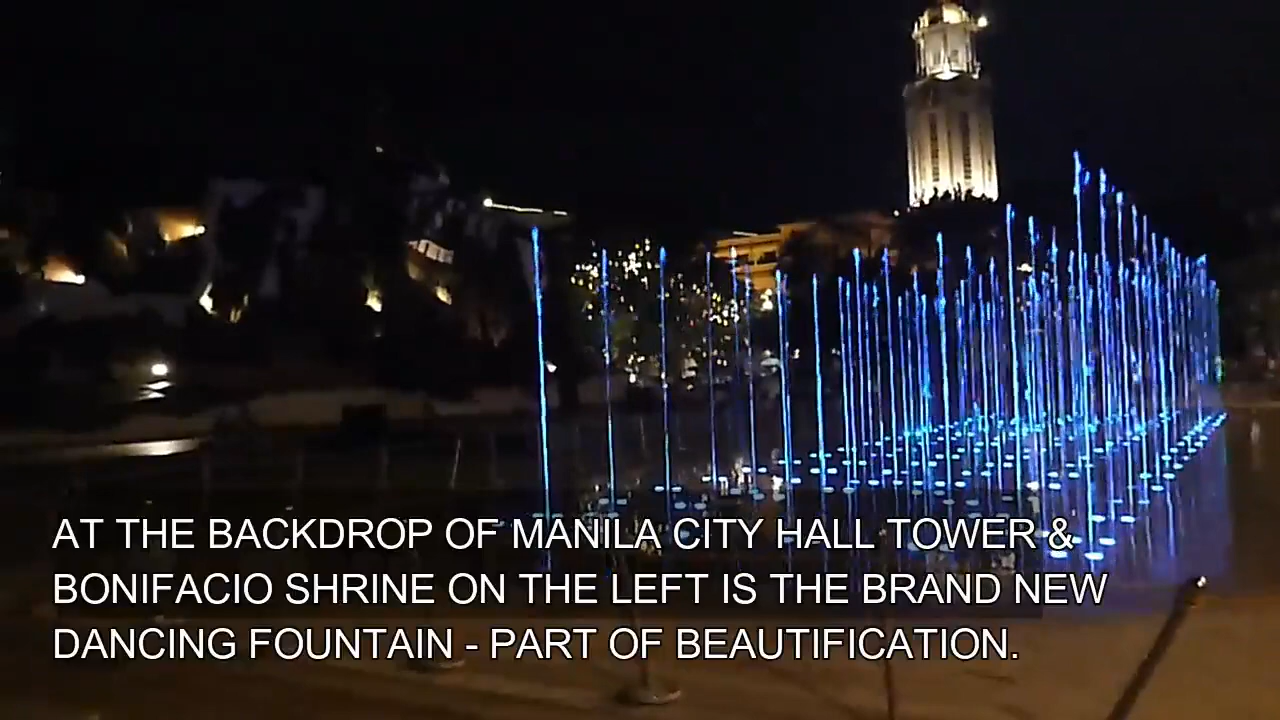 AT THE BACKDROP OF MANILA CITY HALL TOWER &
BONIFACIO SHRINE ON THE LEFT IS THE BRAND NEW
DANCING FOUNTAIN - PART OF BEAUTIFICATION.